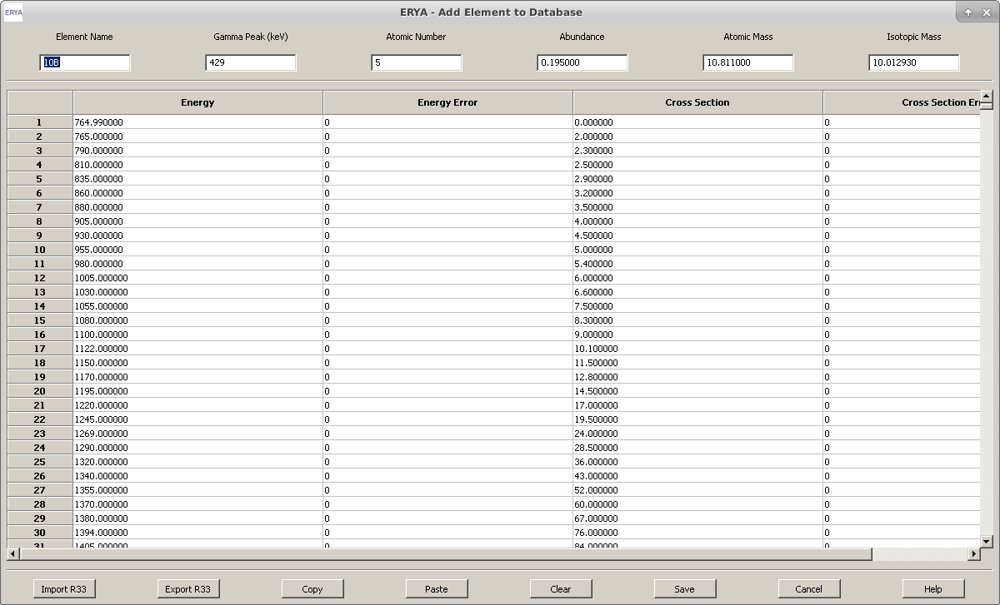 ERYA ERYA - Add Element to Database
Element Name Gamma Peak (keV) Atomic Number Abundance Atomic Mass Isotopic Mass
10B 429 5 0.195000 10.811000 10.012930
Energy Energy Error Cross Section Cross Section Er
1 764.990000 0 0.000000 0
2 765.000000 0 2.000000 0
3 790.000000 0 2.300000 0
4 810.000000 0 2.500000 0
5 835.000000 0 2.900000 0
6 860.000000 0 3.200000 0
7 880.000000 0 3.500000 0
8 905.000000 0 4.000000 0
9 930.000000 0 4.500000 0
10 955.000000 0 5.000000 0
11 980.000000 0 5.400000 0
12 1005.000000 0 6.000000 0
13 1030.000000 0 6.600000 0
14 1055.000000 0 7.500000 0
15 1080.000000 0 8.300000 0
16 1100.000000 0 9.000000 0
17 1122.000000 0 10.100000 0
18 1150.000000 0 11.500000 0
19 1170.000000 0 12.800000 0
20 1195.000000 0 14.500000 0
21 1220.000000 0 17.000000 0
22 1245.000000 0 19.500000 0
23 1269.000000 0 24.000000 0
24 1290.000000 0 28.500000 0
25 1320.000000 0 36.000000 0
26 1340.000000 0 43.000000 0
27 1355.000000 0 52.000000 0
28 1370.000000 0 60.000000 0
29 1380.000000 0 67.000000 0
30 1394.000000 0 76.000000 0
31 1405.000000 0 84.000000 0
Import R33 Export R33 Copy Paste Clear Save Cancel Help